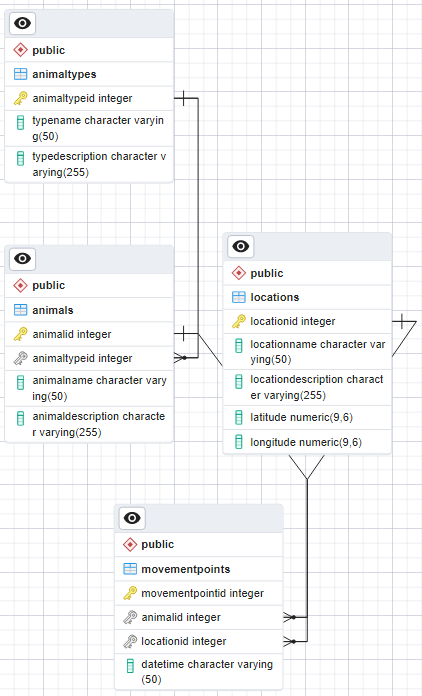 public
animaltypes
animaltypeid integer
typename character varyin
g(50)
typedescription character v
arying(255)
public
animals
animalid integer
animaltypeid integer
animalname character vary
ing(50)
animaldescription characte
r varying(255)
public
locations
locationid integer
locationname character var
ying(50)
locationdescription charact
er varying(255)
latitude numeric(9,6)
longitude numeric(9,6)
public
movementpoints
movementpointid integer
animalid integer
locationid integer
datetime character varying
(50)